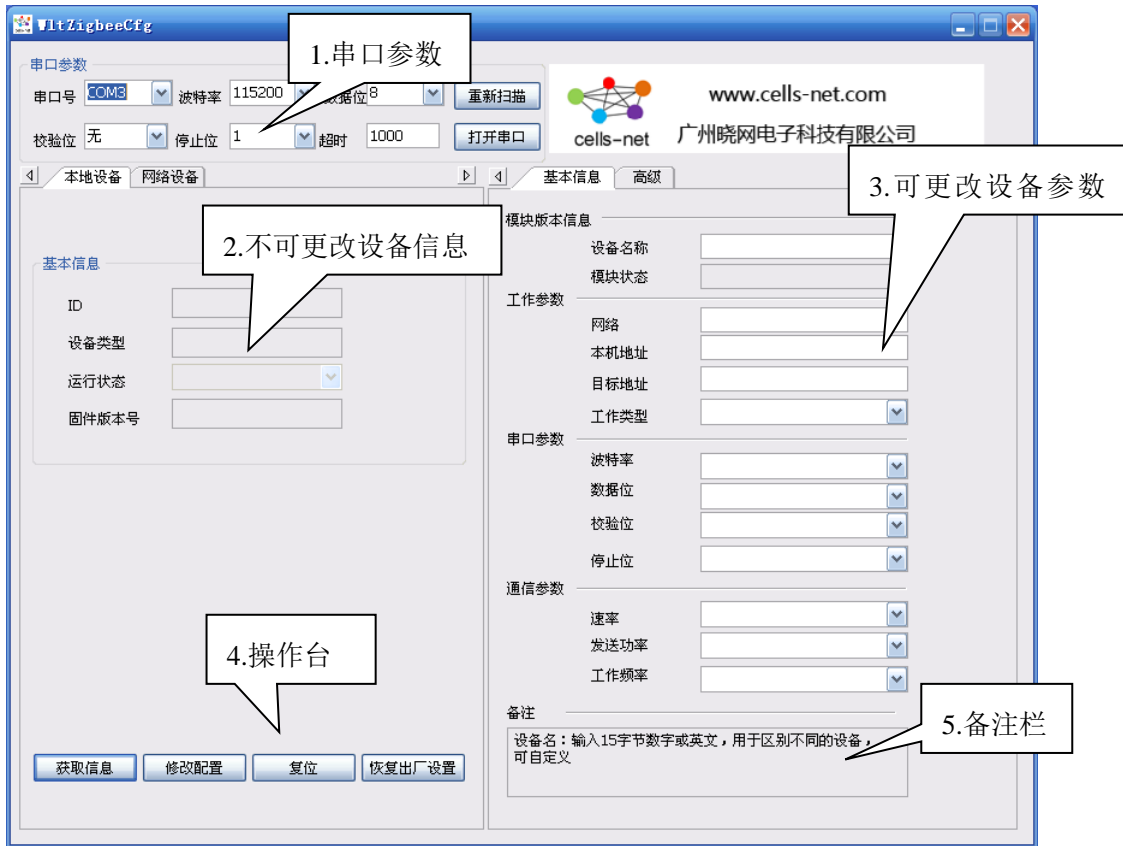 WltZigbeeCfg
1.串口参数
串口参数
串口号 COM3 波特率 115200 数据位 8 重新扫描
校验位 无 停止位 1 超时 1000 打开串口
cells-net
www.cells-net.com
广州晓网电子科技有限公司
本地设备 网络设备
基本信息 高级
3.可更改设备参数
2.不可更改设备信息
基本信息
ID
设备类型
运行状态
固件版本号
模块版本信息
设备名称
模块状态
工作参数
网络
本机地址
目标地址
工作类型
串口参数
波特率
数据位
校验位
停止位
通信参数
速率
发送功率
工作频率
4.操作台
获取信息 修改配置 复位 恢复出厂设置
备注
设备名：输入15字节数字或英文，用于区别不同的设备，
可自定义
5.备注栏